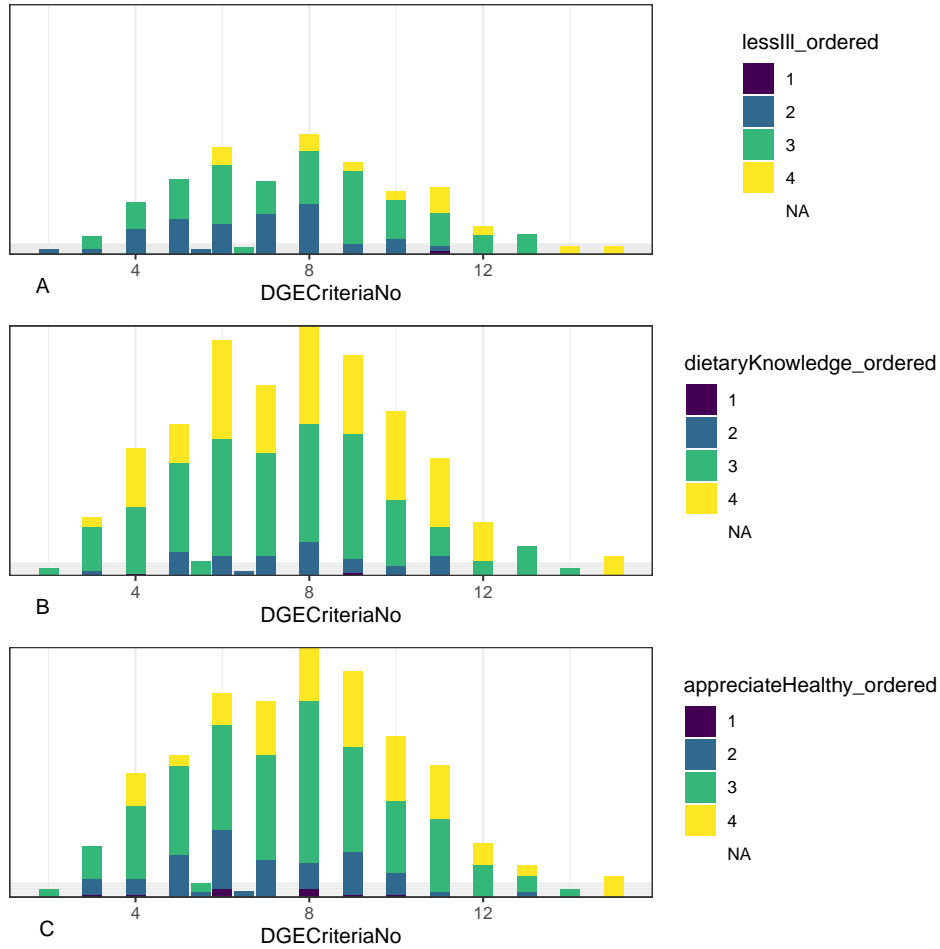 lessIll_ordered
1
2
3
4
NA
4 8 12
DGECriteriaNo
A
dietaryKnowledge_ordered
1
2
3
4
NA
4 8 12
DGECriteriaNo
B
appreciateHealthy_ordered
1
2
3
4
NA
4 8 12
DGECriteriaNo
C